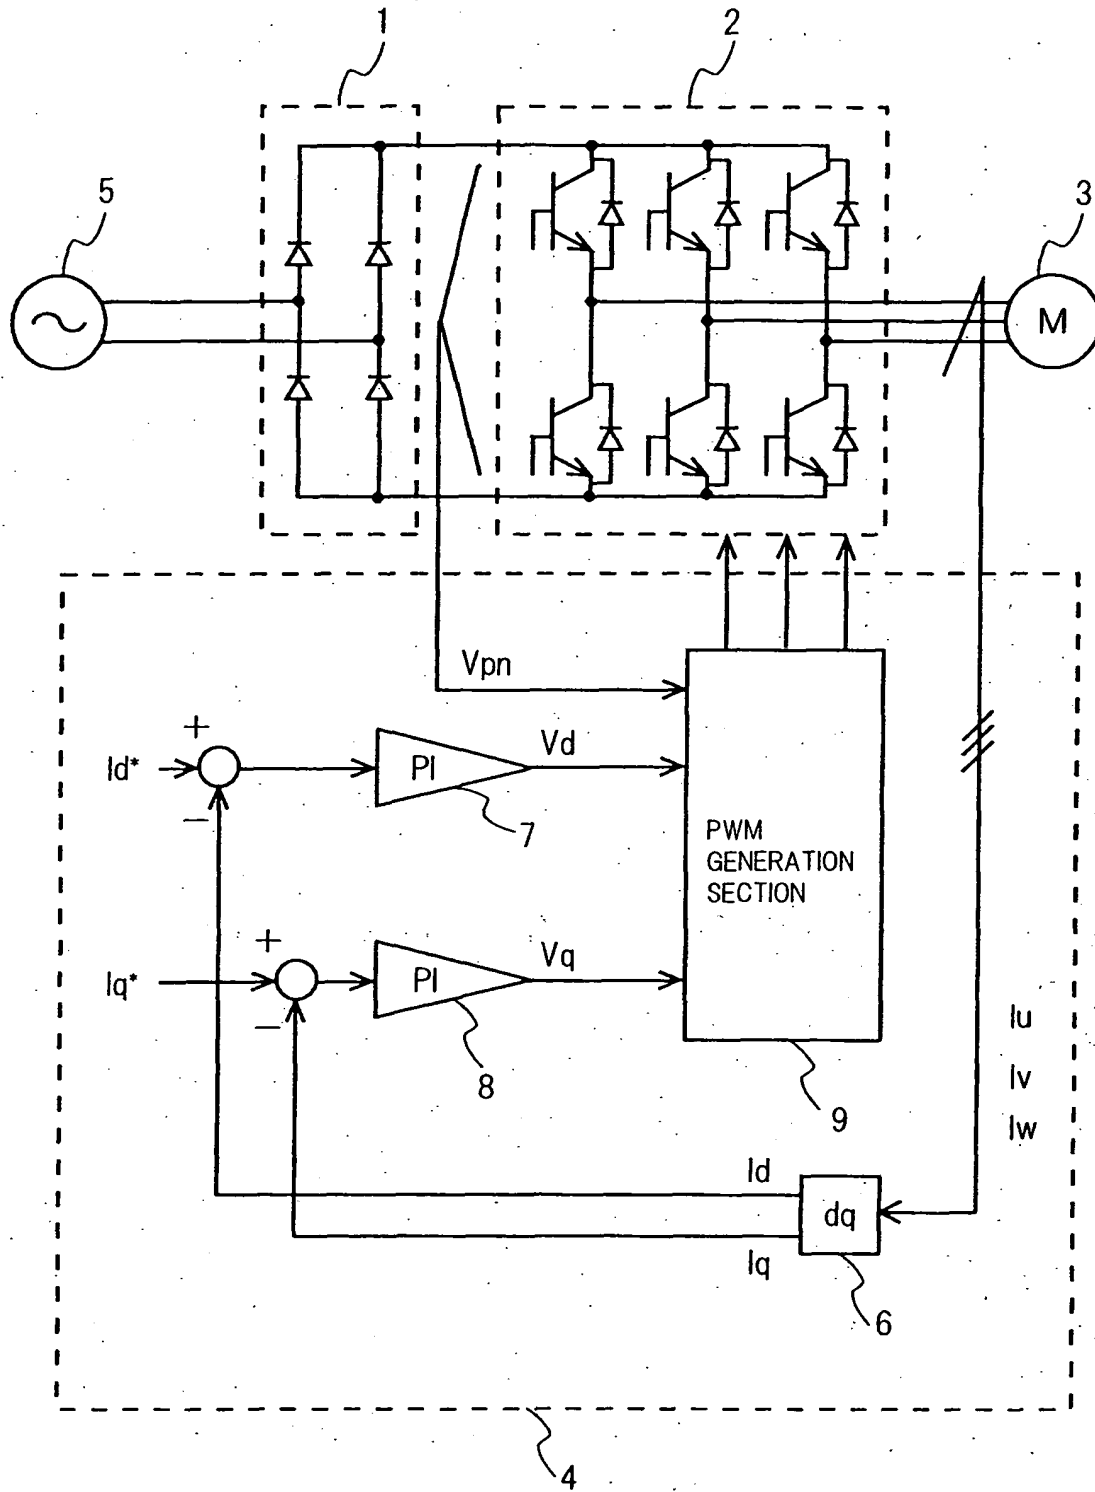 1
2
5
3
M
Vpn
+
Id*
PI
Vd
−
7
PWM
GENERATION
SECTION
+
Iq*
PI
Vq
−
8
9
Iu
Iv
Iw
Id
dq
Iq
6
4